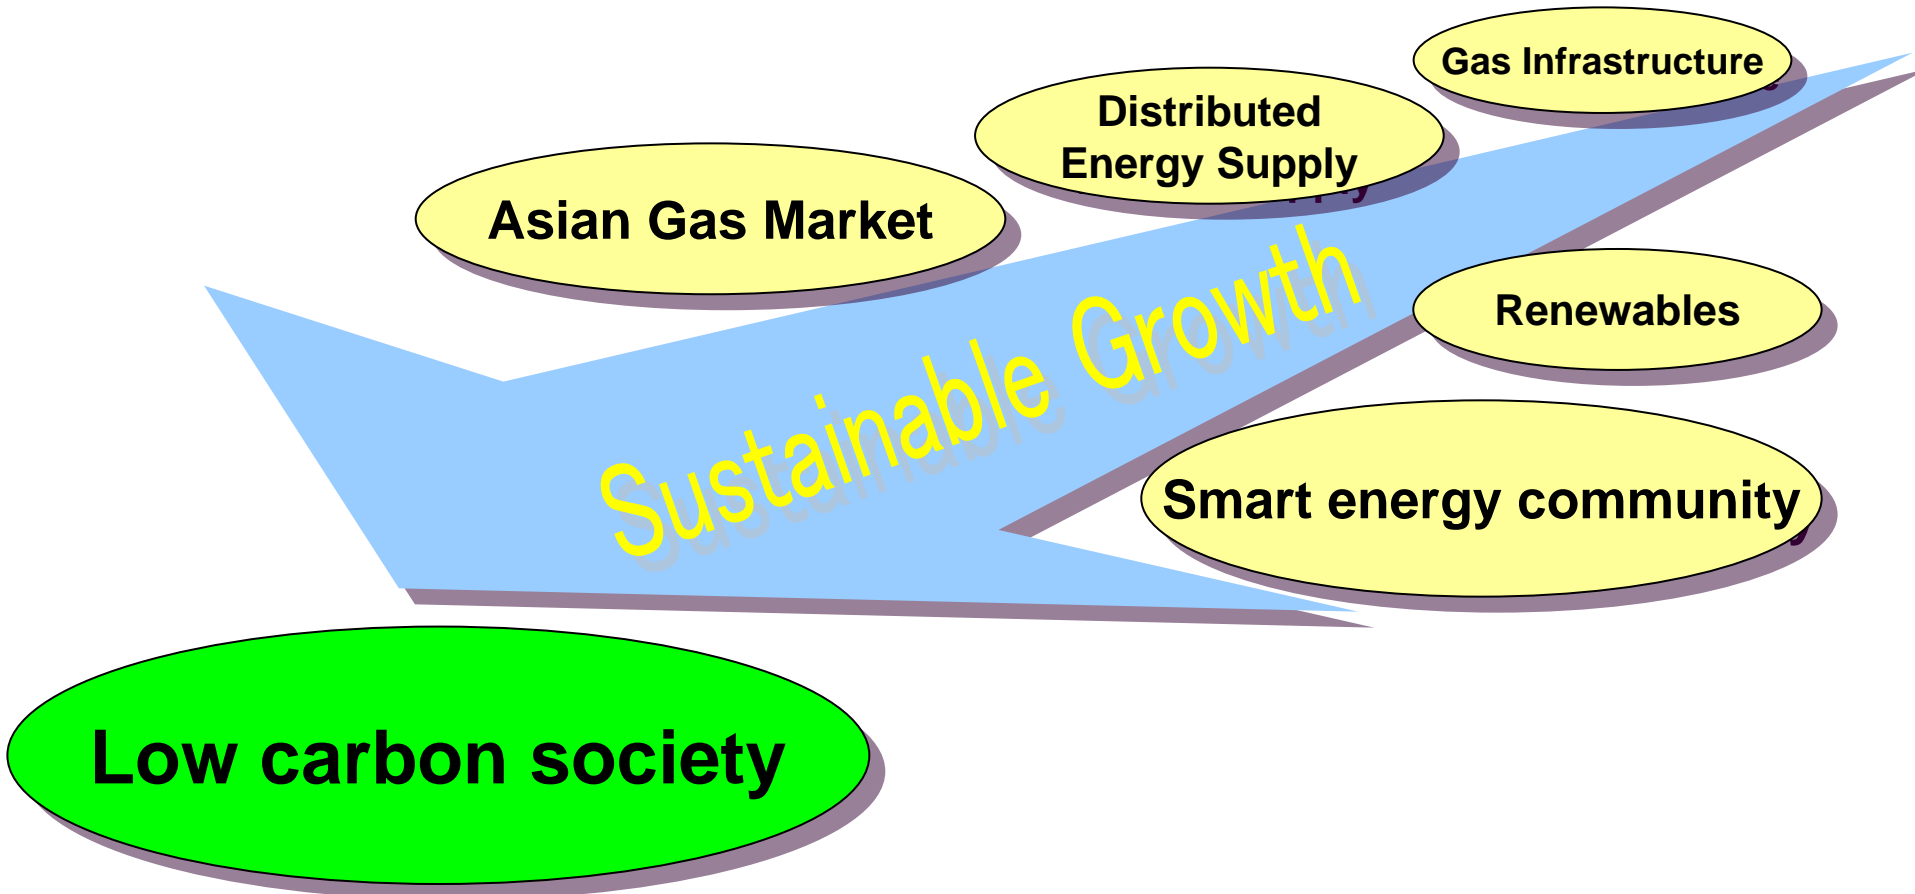 Gas Infrastructure
Distributed
Energy Supply
Asian Gas Market
Sustainable Growth
Renewables
Smart energy community
Low carbon society